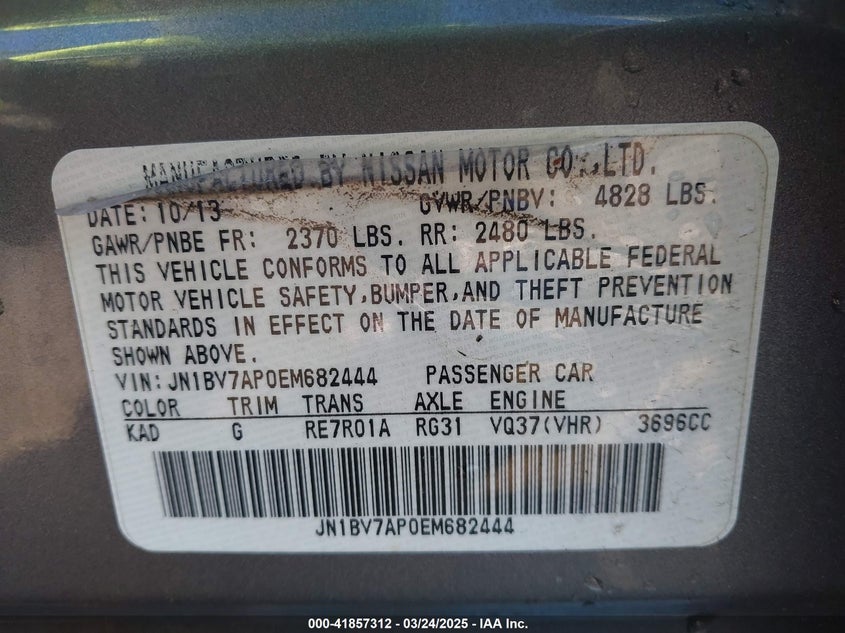 MANUFACTURED BY NISSAN MOTOR CO.,LTD.
DATE: 10/13 GVWR/PNBV: 4828 LBS.
GAWR/PNBE FR: 2370 LBS. RR: 2480 LBS.
THIS VEHICLE CONFORMS TO ALL APPLICABLE FEDERAL
MOTOR VEHICLE SAFETY,BUMPER,AND THEFT PREVENTION
STANDARDS IN EFFECT ON THE DATE OF MANUFACTURE
SHOWN ABOVE.
VIN: JN1BV7AP0EM682444 PASSENGER CAR
COLOR TRIM TRANS AXLE ENGINE
KAD G RE7R01A RG31 VQ37(VHR) 3696CC
JN1BV7AP0EM682444
000-41857312 - 03/24/2025 - IAA Inc.